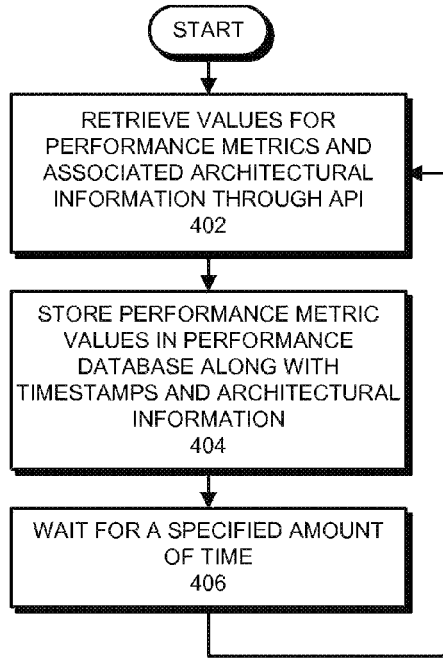 START
RETRIEVE VALUES FOR
PERFORMANCE METRICS AND
ASSOCIATED ARCHITECTURAL
INFORMATION THROUGH API
402
STORE PERFORMANCE METRIC
VALUES IN PERFORMANCE
DATABASE ALONG WITH
TIMESTAMPS AND ARCHITECTURAL
INFORMATION
404
WAIT FOR A SPECIFIED AMOUNT
OF TIME
406